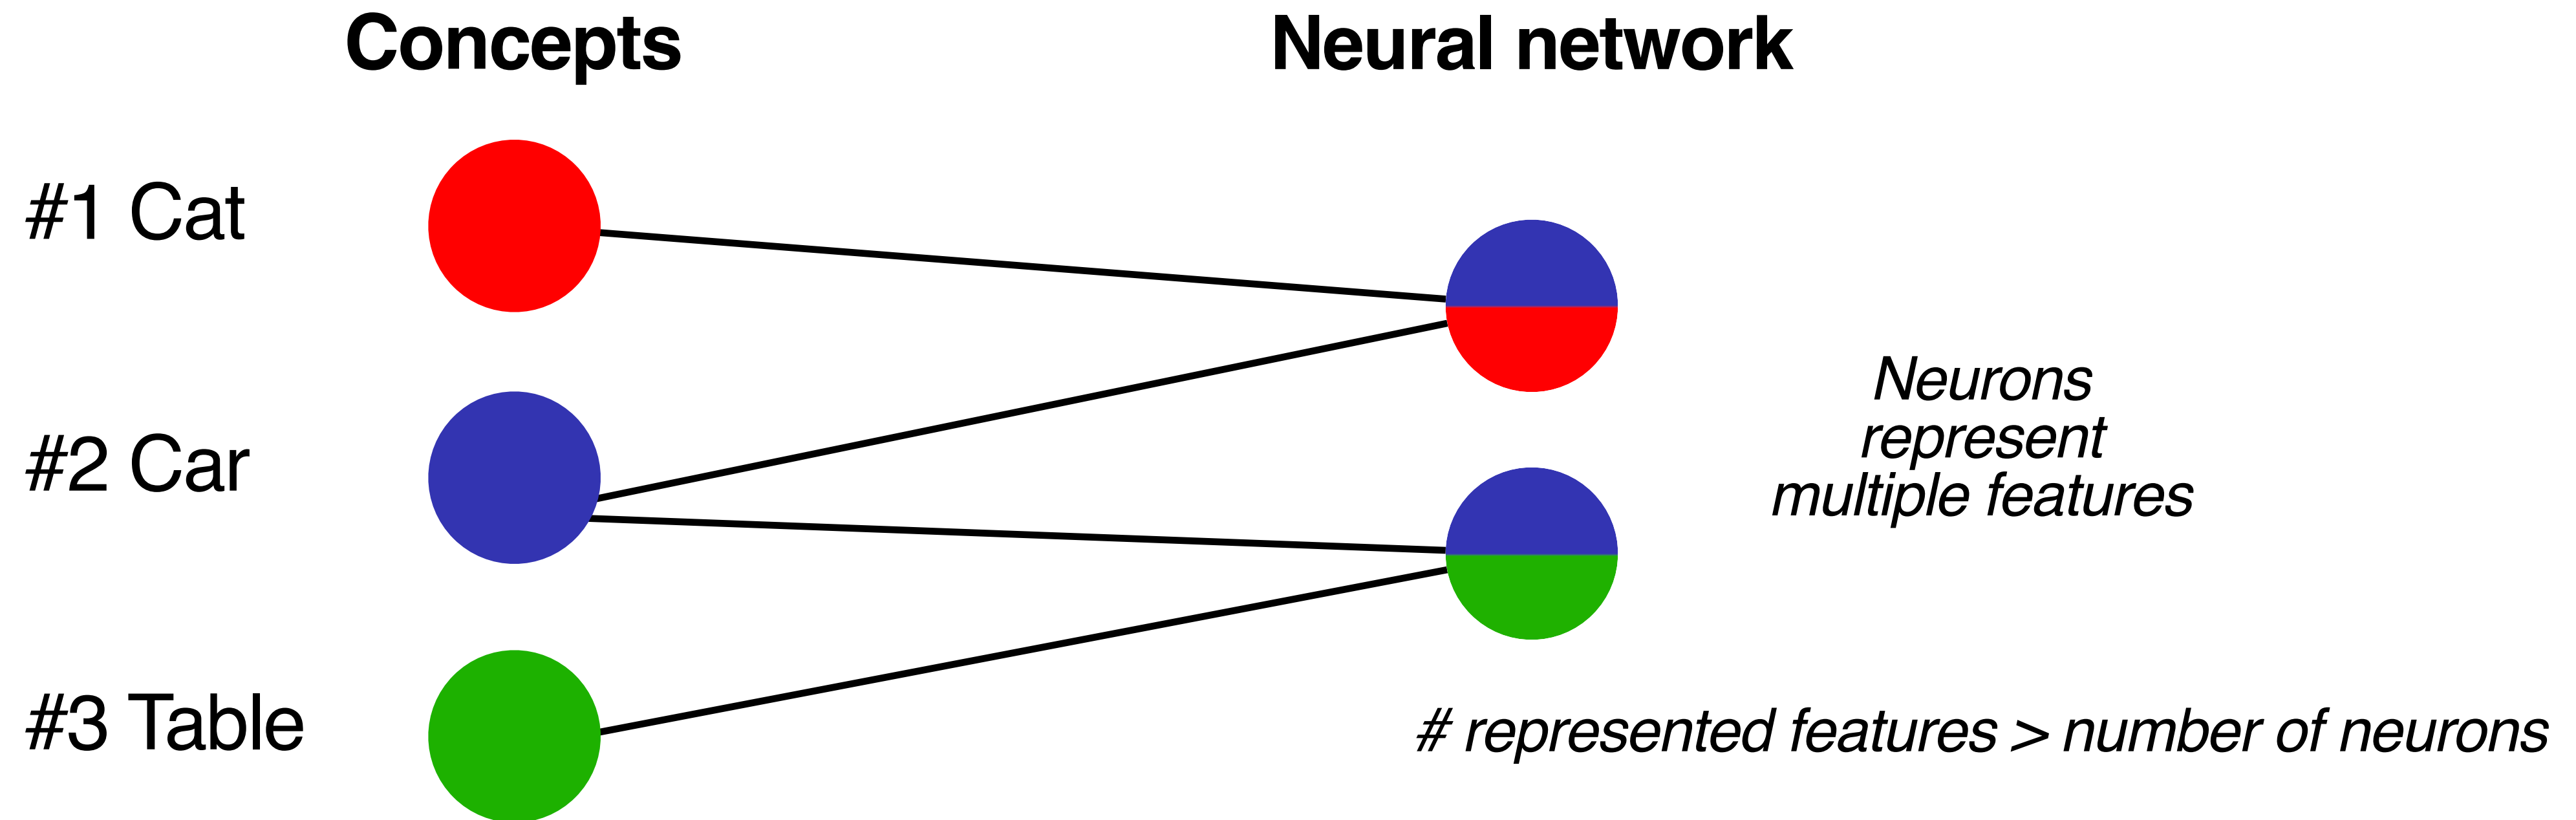 Concepts
Neural network
#1 Cat
#2 Car
#3 Table
Neurons
represent
multiple features
# represented features > number of neurons